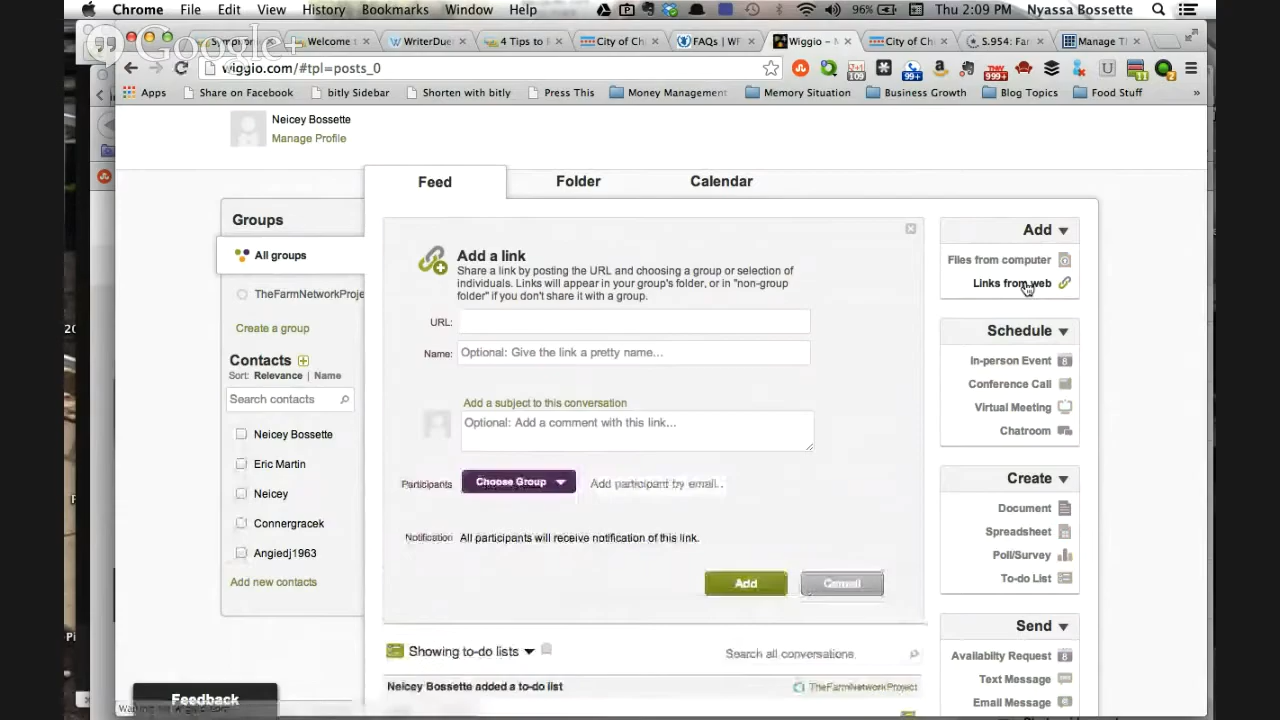 Chrome File Edit View History Bookmarks Window Help 96% Thu 2:09 PM Nyassa Bossette
Google+
Welcome t WriterDue 4 Tips to City of Ch FAQs | WF Wiggio – M City of Ch S.954: Far Manage T
wiggio.com/#tpl=posts_0
Apps Share on Facebook bitly Sidebar Shorten with bitly Press This Money Management Memory Situation Business Growth Blog Topics Food Stuff »
Neicey Bossette
Manage Profile
Feed Folder Calendar
Groups
All groups
TheFarmNetworkProje
Create a group
Contacts
Sort: Relevance | Name
Search contacts
Neicey Bossette
Eric Martin
Neicey
Connergracek
Angiedj1963
Add new contacts
Add a link
Share a link by posting the URL and choosing a group or selection of
individuals. Links will appear in your group's folder, or in "non-group
folder" if you don't share it with a group.
URL:
Name: Optional: Give the link a pretty name...
Add a subject to this conversation
Optional: Add a comment with this link...
Participants Choose Group Add participant by email..
Notification All participants will receive notification of this link.
Add Cancel
Showing to-do lists Search all conversations
Neicey Bossette added a to-do list TheFarmNetworkProject
Add
Files from computer
Links from web
Schedule
In-person Event
Conference Call
Virtual Meeting
Chatroom
Create
Document
Spreadsheet
Poll/Survey
To-do List
Send
Availability Request
Text Message
Email Message
Feedback